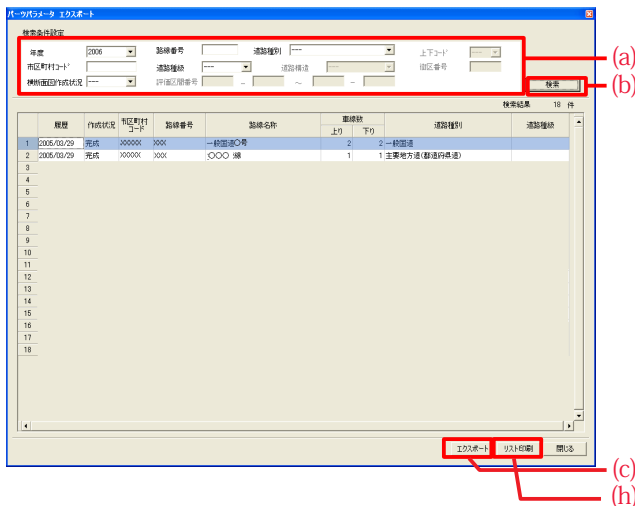 パーツパラメータ エクスポート
検索条件設定
年度 2006 路線番号 道路種別 --- 上下コード ---
市区町村コード 道路種級 --- 道路構造 --- 街区番号
横断面図作成状況 --- 評価区間番号 - ~ -
検索
(a)
(b)
検索結果 18 件
履歴 作成状況 市区町村コード 路線番号 路線名称 車線数 上り 下り 道路種別 道路種級
1 2005/03/29 完成 XXXXX XXX 一般国道〇号 2 2 一般国道
2 2005/03/29 完成 XXXXX XXX 〇〇〇 線 1 1 主要地方道(都道府県道)
3
4
5
6
7
8
9
10
11
12
13
14
15
16
17
18
エクスポート リスト印刷 閉じる
(c)
(h)